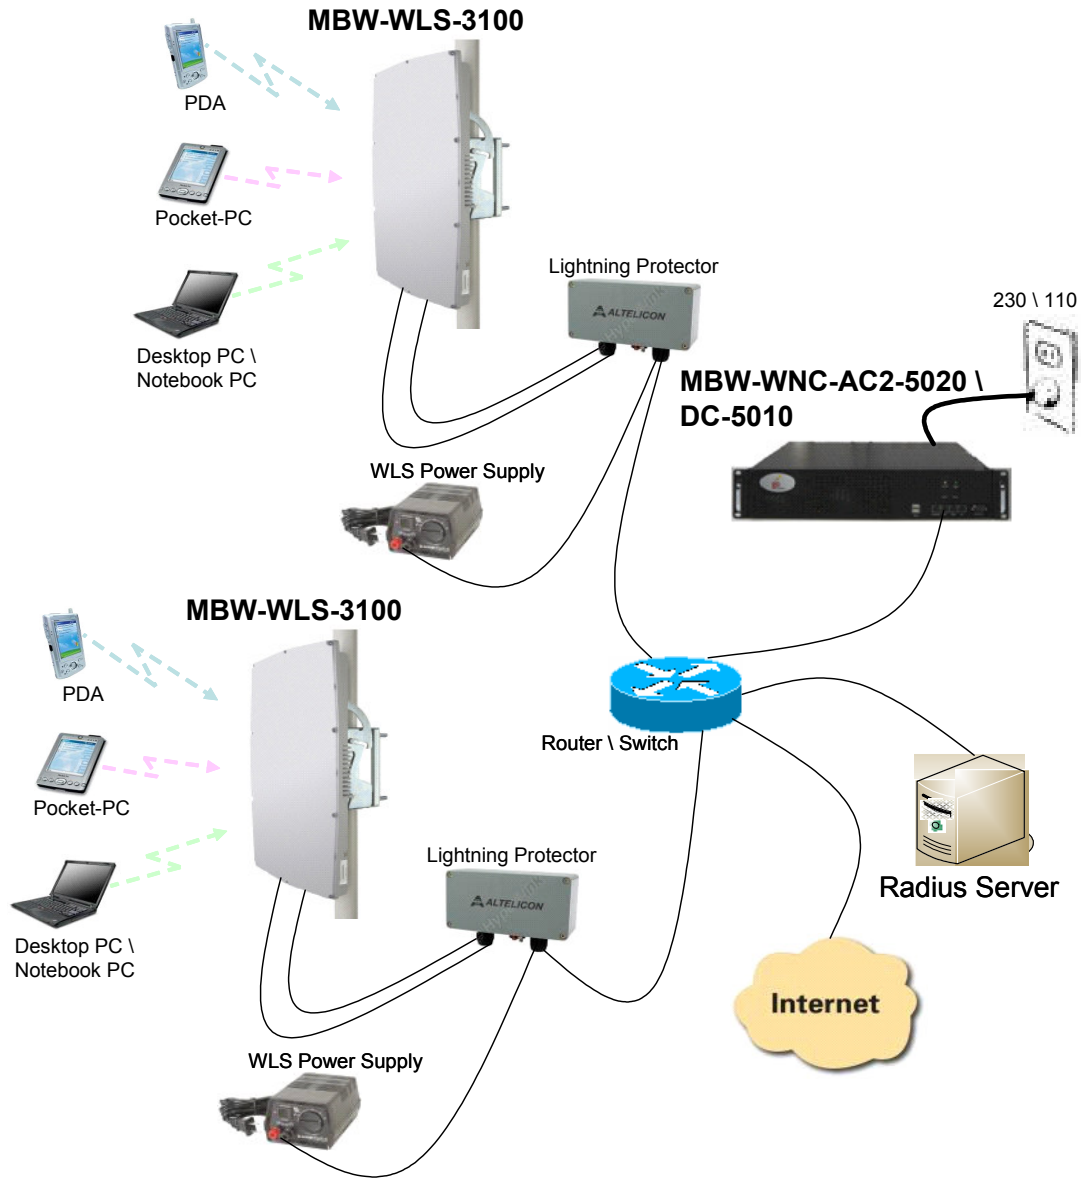 MBW-WLS-3100
PDA
Pocket-PC
Desktop PC \
Notebook PC
Lightning Protector
ALTELICON
HyperLink
230 \ 110
MBW-WNC-AC2-5020 \
DC-5010
WLS Power Supply
MBW-WLS-3100
PDA
Pocket-PC
Desktop PC \
Notebook PC
Router \ Switch
Radius Server
Lightning Protector
ALTELICON
HyperLink
Internet
WLS Power Supply